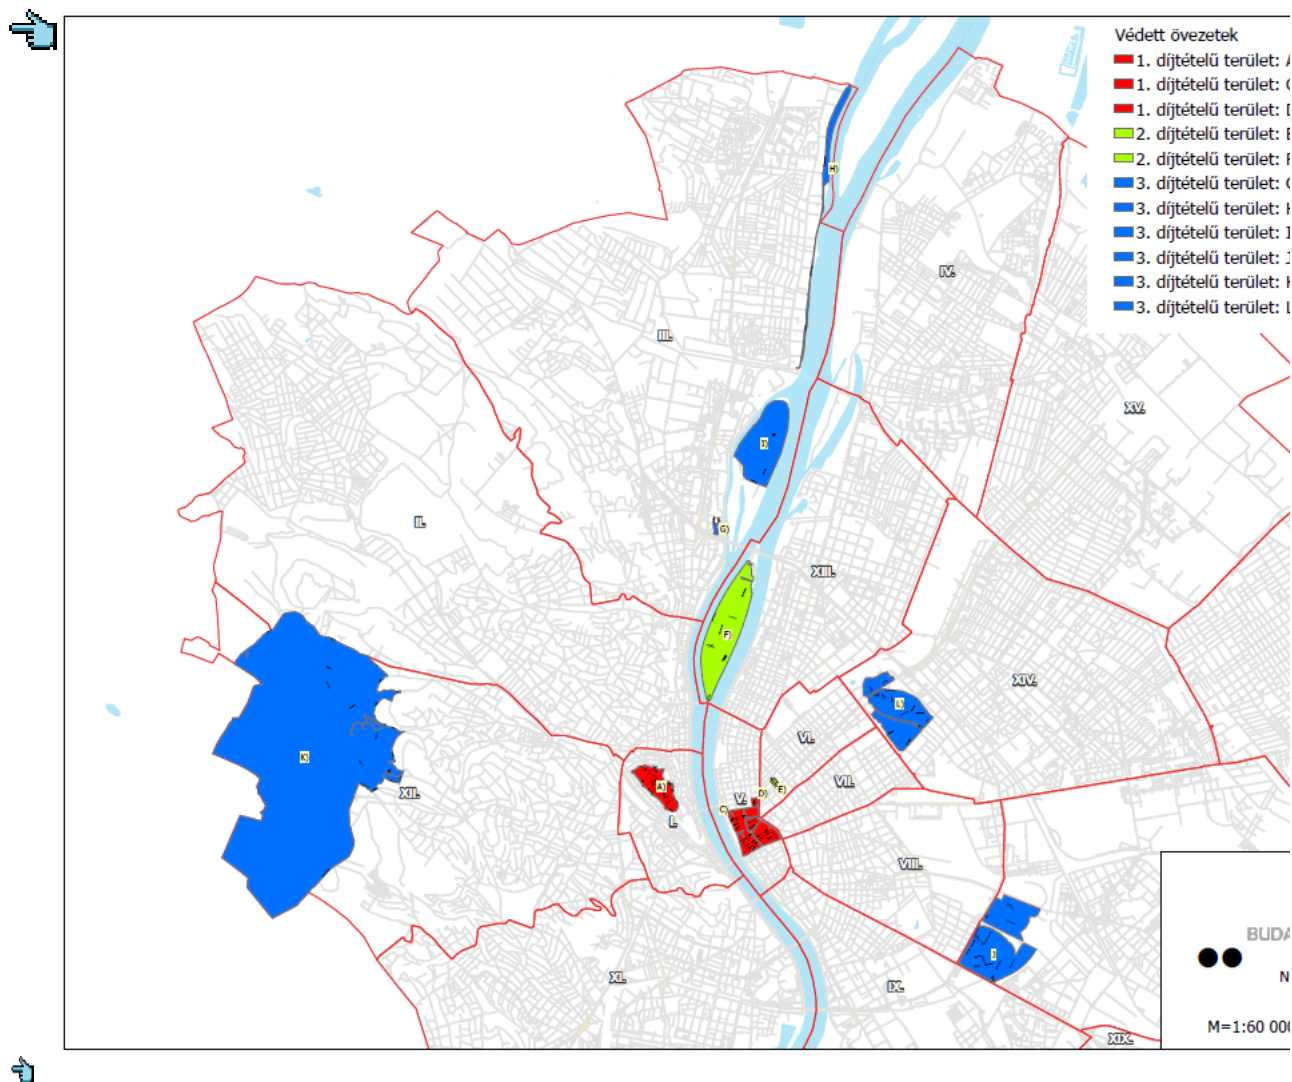 Védett övezetek
1. díjtételű terület: A
1. díjtételű terület: C
1. díjtételű terület: D
2. díjtételű terület: E
2. díjtételű terület: F
3. díjtételű terület: G
3. díjtételű terület: H
3. díjtételű terület: I
3. díjtételű terület: J
3. díjtételű terület: K
3. díjtételű terület: L
H)
IV.
III.
XV.
I)
II.
G)
XIII.
F)
XIV.
L)
VI.
K)
VII.
XII.
A)
E)
D)
V.
C)
I.
VIII.
BUDA
J
XI.
IX.
N
M=1:60 000
XIX.